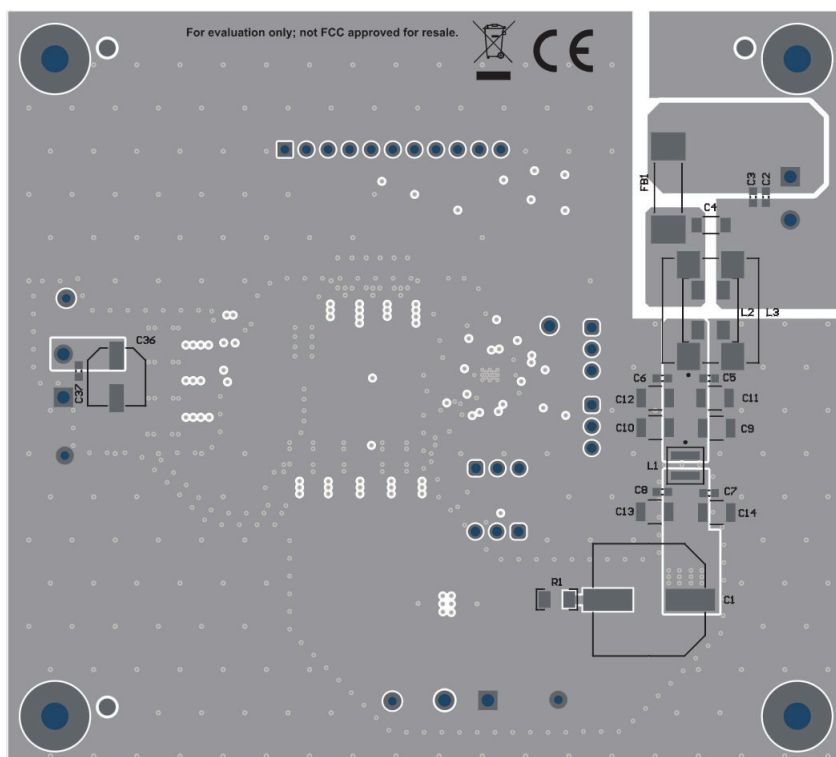 For evaluation only; not FCC approved for resale.
CE
FB1
C3
C2
C4
L2
L3
C36
C37
C6
C5
C12
C11
C10
C9
L1
C8
C7
C13
C14
R1
C1